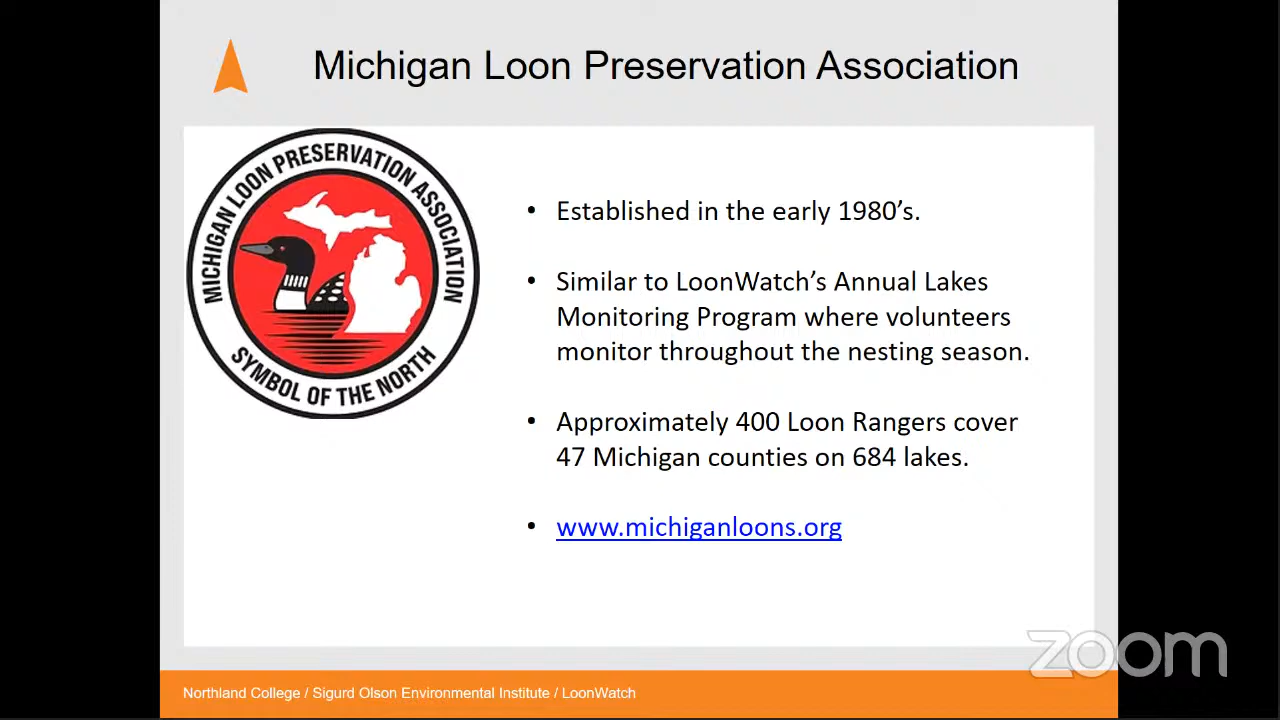 Michigan Loon Preservation Association
MICHIGAN LOON PRESERVATION ASSOCIATION
SYMBOL OF THE NORTH
• Established in the early 1980’s.
• Similar to LoonWatch’s Annual Lakes
Monitoring Program where volunteers
monitor throughout the nesting season.
• Approximately 400 Loon Rangers cover
47 Michigan counties on 684 lakes.
• www.michiganloons.org
zoom
Northland College / Sigurd Olson Environmental Institute / LoonWatch